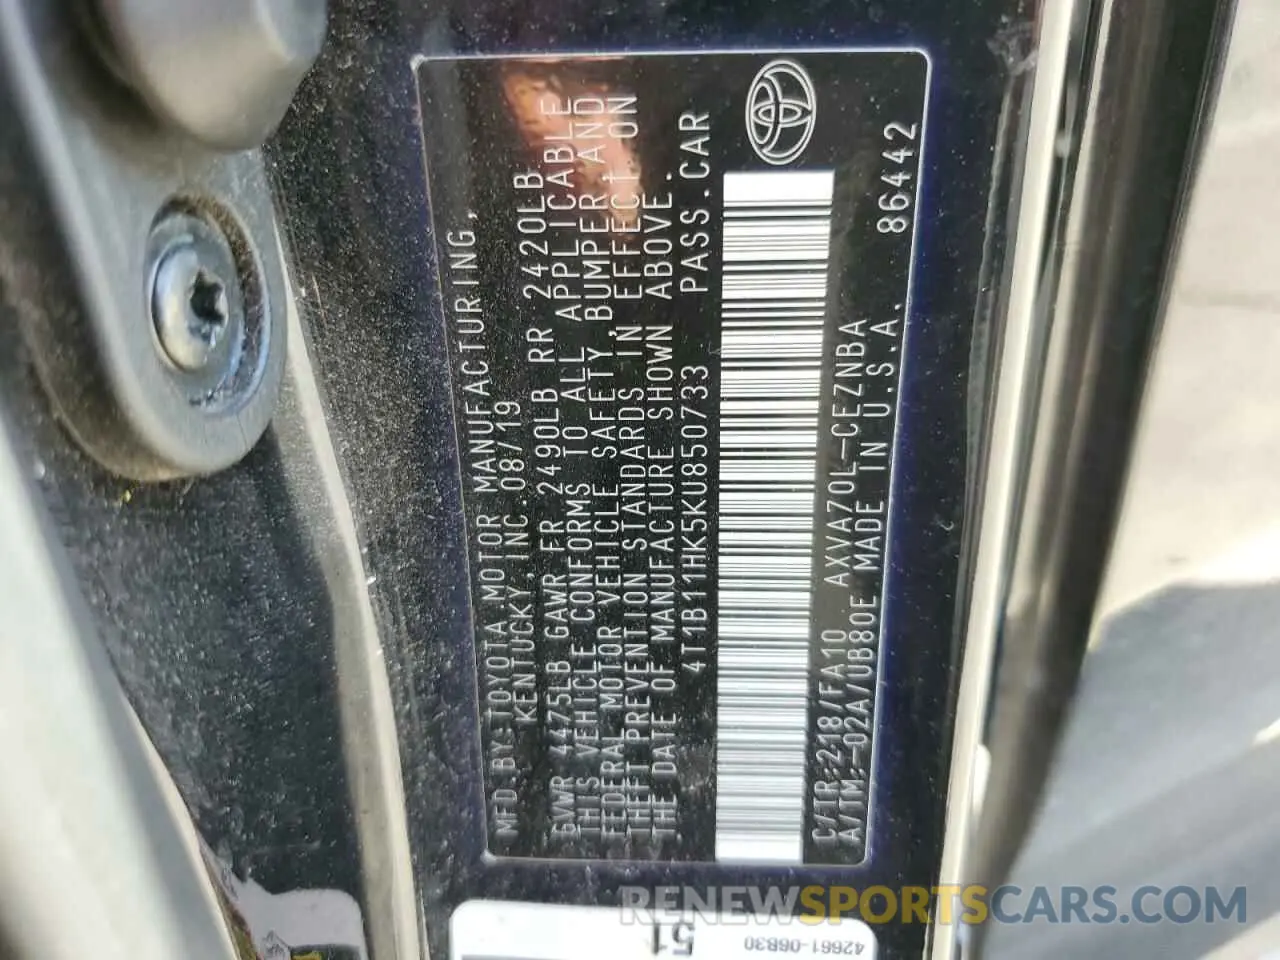 MFD.BY:TOYOTA MOTOR MANUFACTURING,
KENTUCKY,INC.08/19
GVWR 4475LB GAWR FR 2490LB RR 2420LB
THIS VEHICLE CONFORMS TO ALL APPLICABLE
FEDERAL MOTOR VEHICLE SAFETY,BUMPER,AND
THEFT PREVENTION STANDARDS IN EFFECT ON
THE DATE OF MANUFACTURE SHOWN ABOVE.
4T1B11HK5KU850733 PASS.CAR
C/TR:218/FA10 AXVA70L-CEZNBA
A/TM:-02A/UB80E MADE IN U.S.A. 86442
51
42661-06B30
RENEWSPORTSCARS.COM